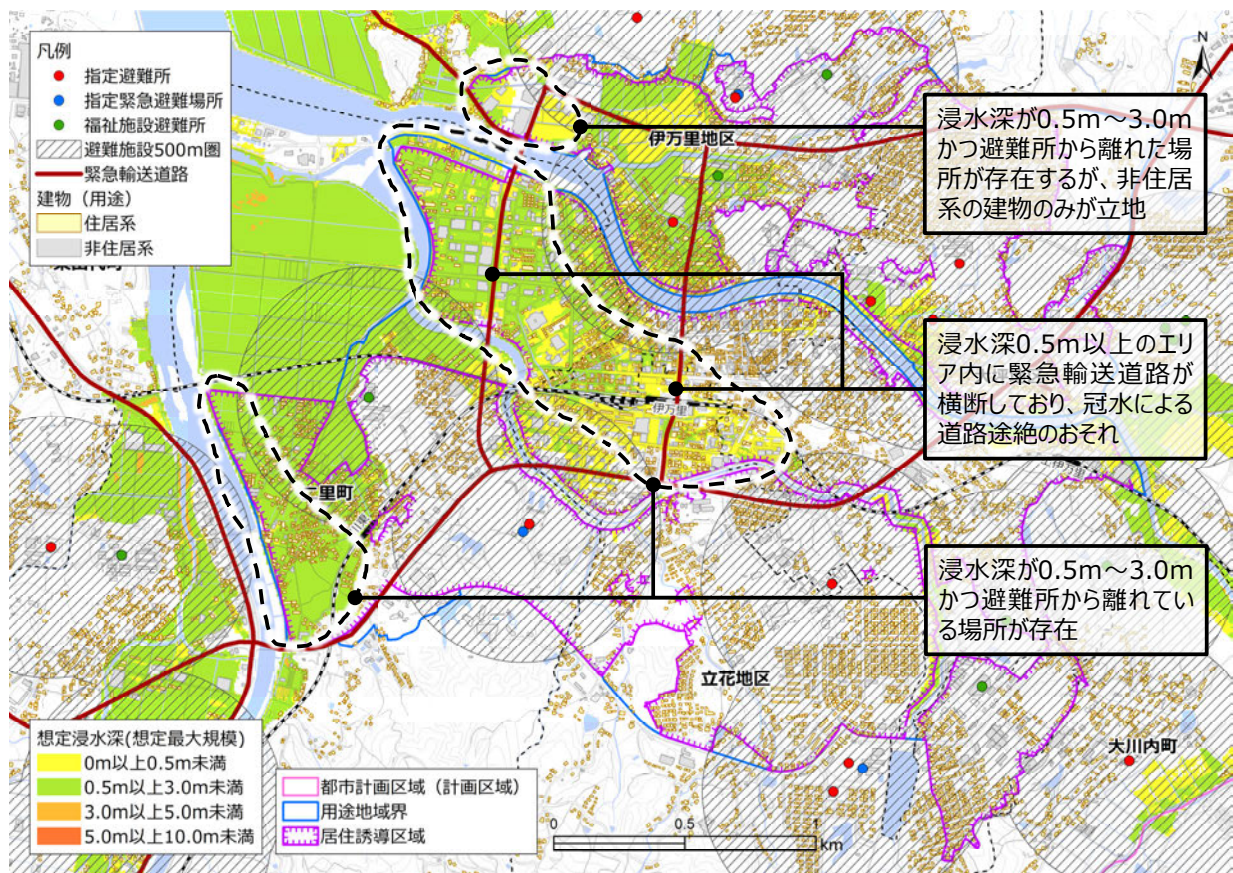 凡例
指定避難所
指定緊急避難場所
福祉施設避難所
避難施設500m圏
緊急輸送道路
建物（用途）
住居系
非住居系
N
伊万里地区
浸水深が0.5m～3.0m
かつ避難所から離れた場
所が存在するが、非住居
系の建物のみが立地
浸水深0.5m以上のエリ
ア内に緊急輸送道路が
横断しており、冠水による
道路途絶のおそれ
伊万里
上伊万里
二里町
浸水深が0.5m～3.0m
かつ避難所から離れてい
る場所が存在
立花地区
大川内町
想定浸水深(想定最大規模)
0m以上0.5m未満
0.5m以上3.0m未満
3.0m以上5.0m未満
5.0m以上10.0m未満
都市計画区域（計画区域）
用途地域界
居住誘導区域
0
0.5
1
km